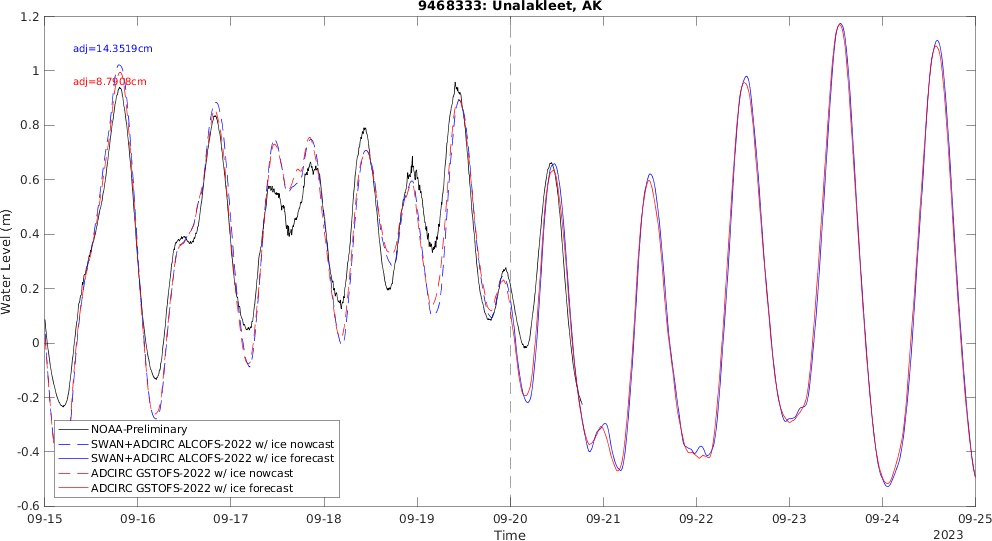 9468333: Unalakleet, AK
adj=14.3519cm
adj=8.7908cm
Water Level (m)
1.2
1
0.8
0.6
0.4
0.2
0
-0.2
-0.4
-0.6
NOAA-Preliminary
SWAN+ADCIRC ALCOFS-2022 w/ ice nowcast
SWAN+ADCIRC ALCOFS-2022 w/ ice forecast
ADCIRC GSTOFS-2022 w/ ice nowcast
ADCIRC GSTOFS-2022 w/ ice forecast
09-15 09-16 09-17 09-18 09-19 09-20 09-21 09-22 09-23 09-24 09-25
Time
2023